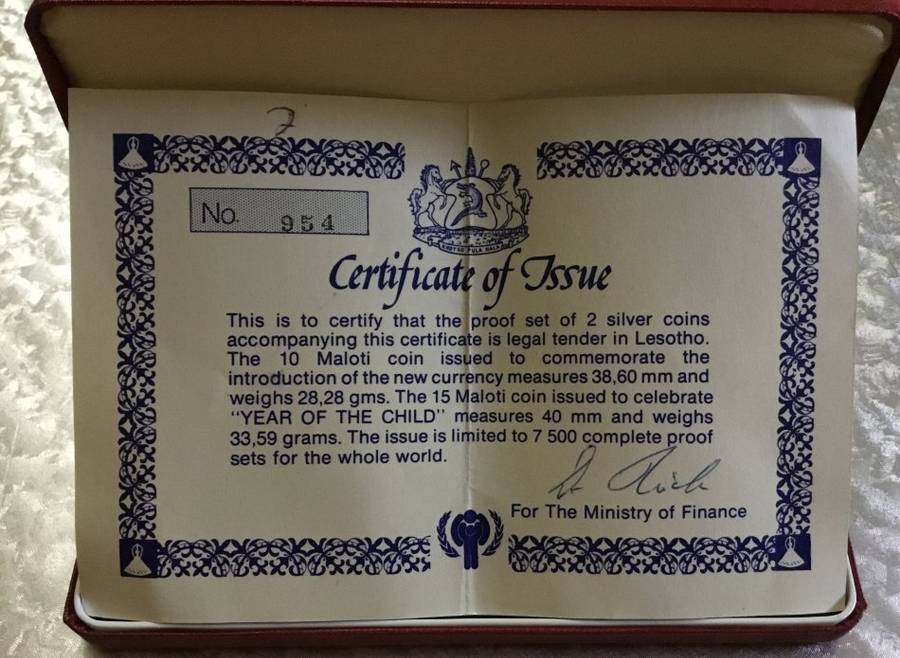 2
No. 954
Certificate of Issue
This is to certify that the proof set of 2 silver coins
accompanying this certificate is legal tender in Lesotho.
The 10 Maloti coin issued to commemorate the
introduction of the new currency measures 38,60 mm and
weighs 28,28 gms. The 15 Maloti coin issued to celebrate
“YEAR OF THE CHILD” measures 40 mm and weighs
33,59 grams. The issue is limited to 7 500 complete proof
sets for the whole world.
For The Ministry of Finance